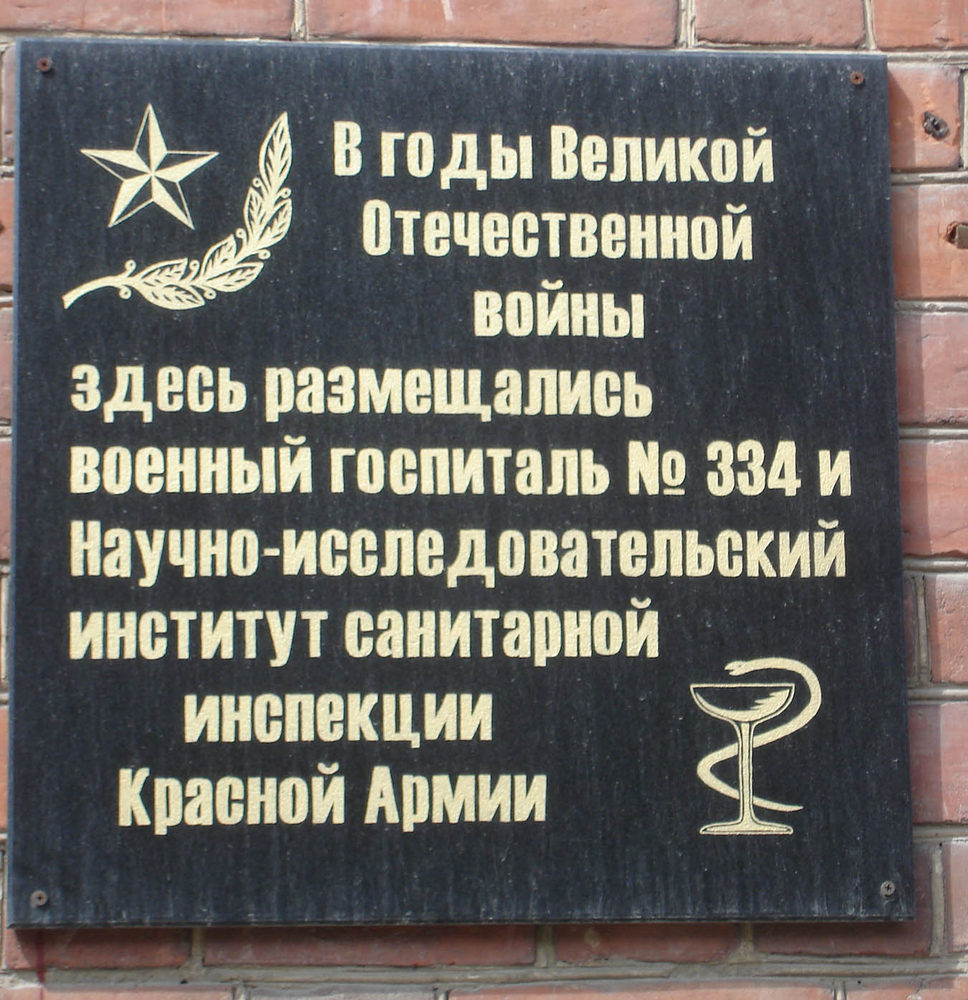 В годы Великой
Отечественной
войны
здесь размещались
военный госпиталь № 334 и
Научно-исследовательский
институт санитарной
инспекции
Красной Армии